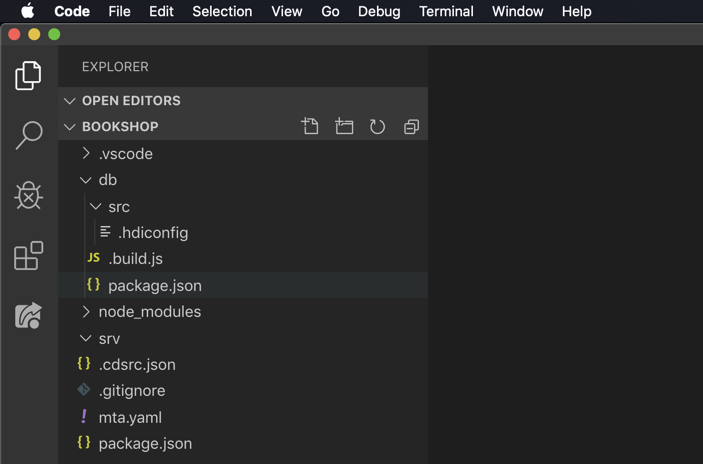 Code File Edit Selection View Go Debug Terminal Window Help
EXPLORER
OPEN EDITORS
BOOKSHOP
.vscode
db
src
.hdiconfig
JS .build.js
{} package.json
node_modules
srv
{} .cdsrc.json
.gitignore
! mta.yaml
{} package.json